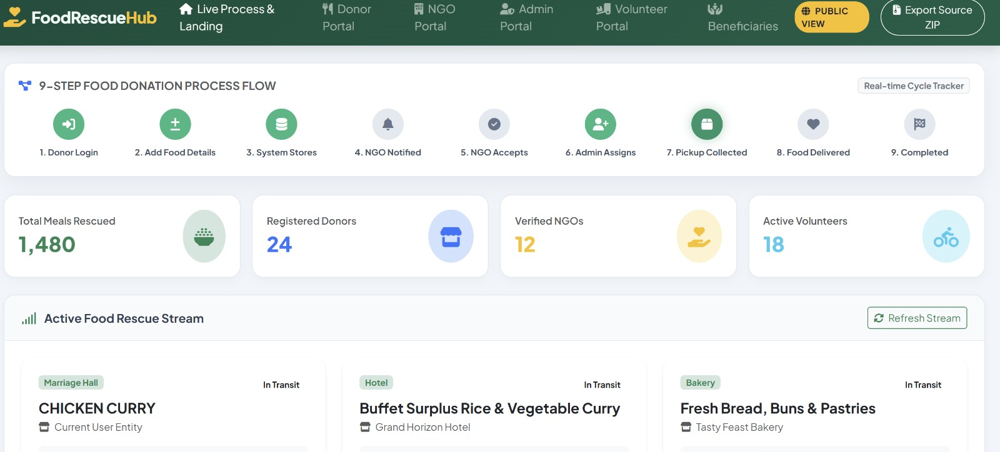 FoodRescueHub
Live Process &
Landing
Donor
Portal
NGO
Portal
Admin
Portal
Volunteer
Portal
Beneficiaries
PUBLIC
VIEW
Export Source
ZIP
9-STEP FOOD DONATION PROCESS FLOW
Real-time Cycle Tracker
1. Donor Login
2. Add Food Details
3. System Stores
4. NGO Notified
5. NGO Accepts
6. Admin Assigns
7. Pickup Collected
8. Food Delivered
9. Completed
Total Meals Rescued
1,480
Registered Donors
24
Verified NGOs
12
Active Volunteers
18
Active Food Rescue Stream
Refresh Stream
Marriage Hall
In Transit
CHICKEN CURRY
Current User Entity
Hotel
In Transit
Buffet Surplus Rice & Vegetable Curry
Grand Horizon Hotel
Bakery
In Transit
Fresh Bread, Buns & Pastries
Tasty Feast Bakery